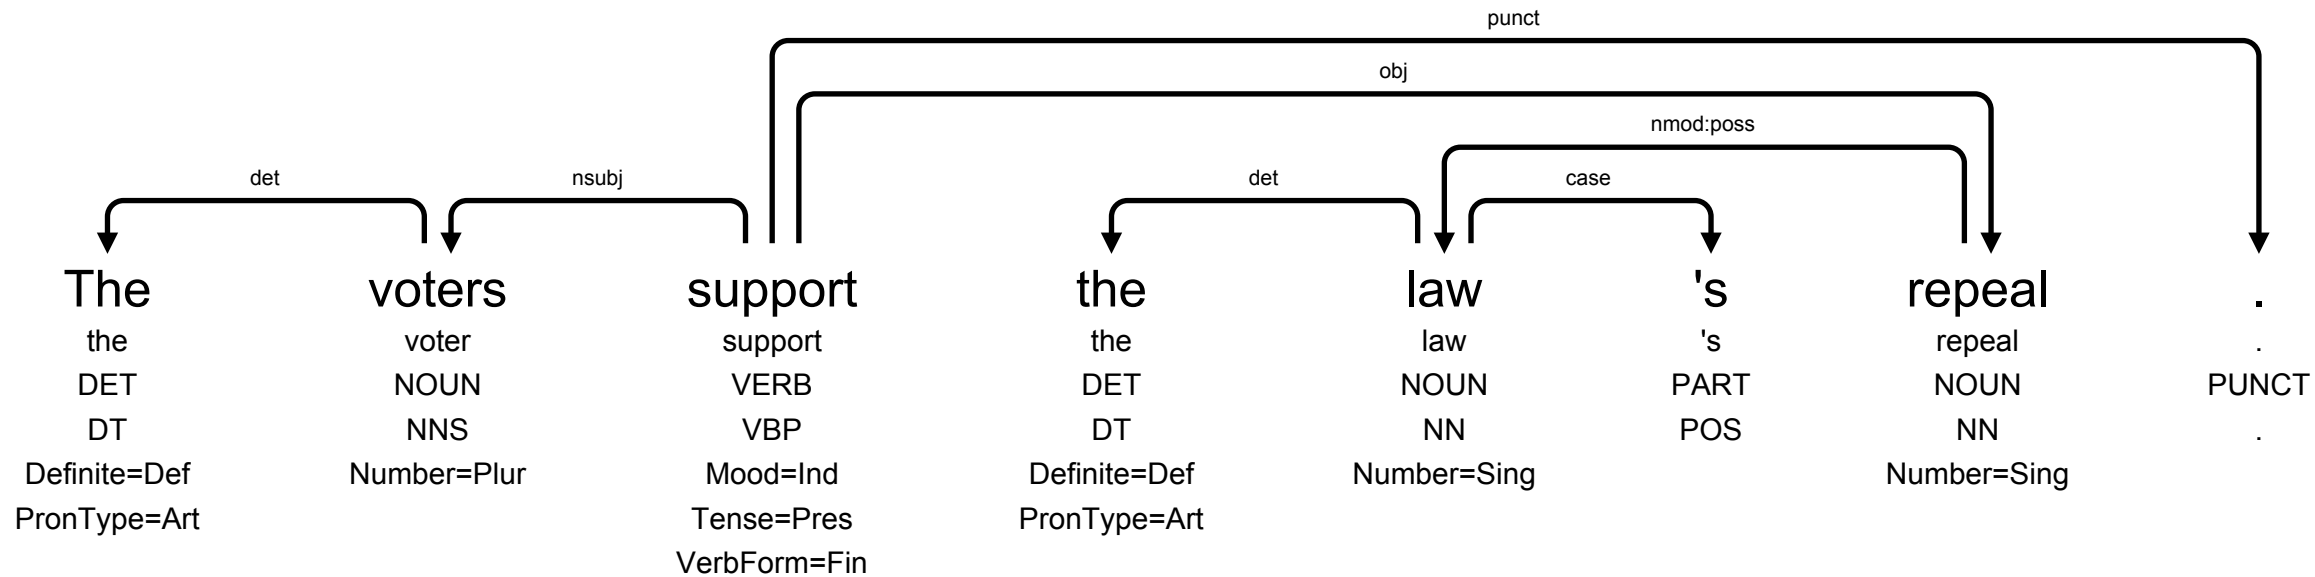 punct
obj
nmod:poss
det nsubj det case
The voters support the law 's repeal .
the voter support the law 's repeal .
DET NOUN VERB DET NOUN PART NOUN PUNCT
DT NNS VBP DT NN POS NN .
Definite=Def Number=Plur Mood=Ind Definite=Def Number=Sing Number=Sing
PronType=Art Tense=Pres PronType=Art
VerbForm=Fin